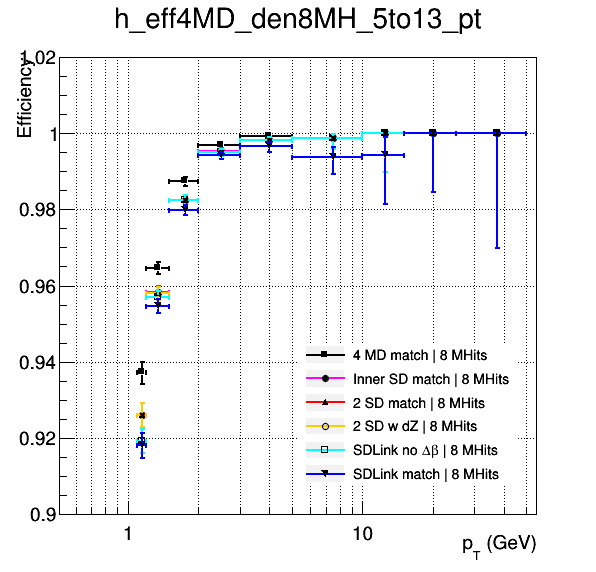 h_eff4MD_den8MH_5to13_pt
Efficiency
1.02
1
0.98
0.96
0.94
0.92
0.9
4 MD match | 8 MHits
Inner SD match | 8 MHits
2 SD match | 8 MHits
2 SD w dZ | 8 MHits
SDLink no Δβ | 8 MHits
SDLink match | 8 MHits
1
10
p_T (GeV)